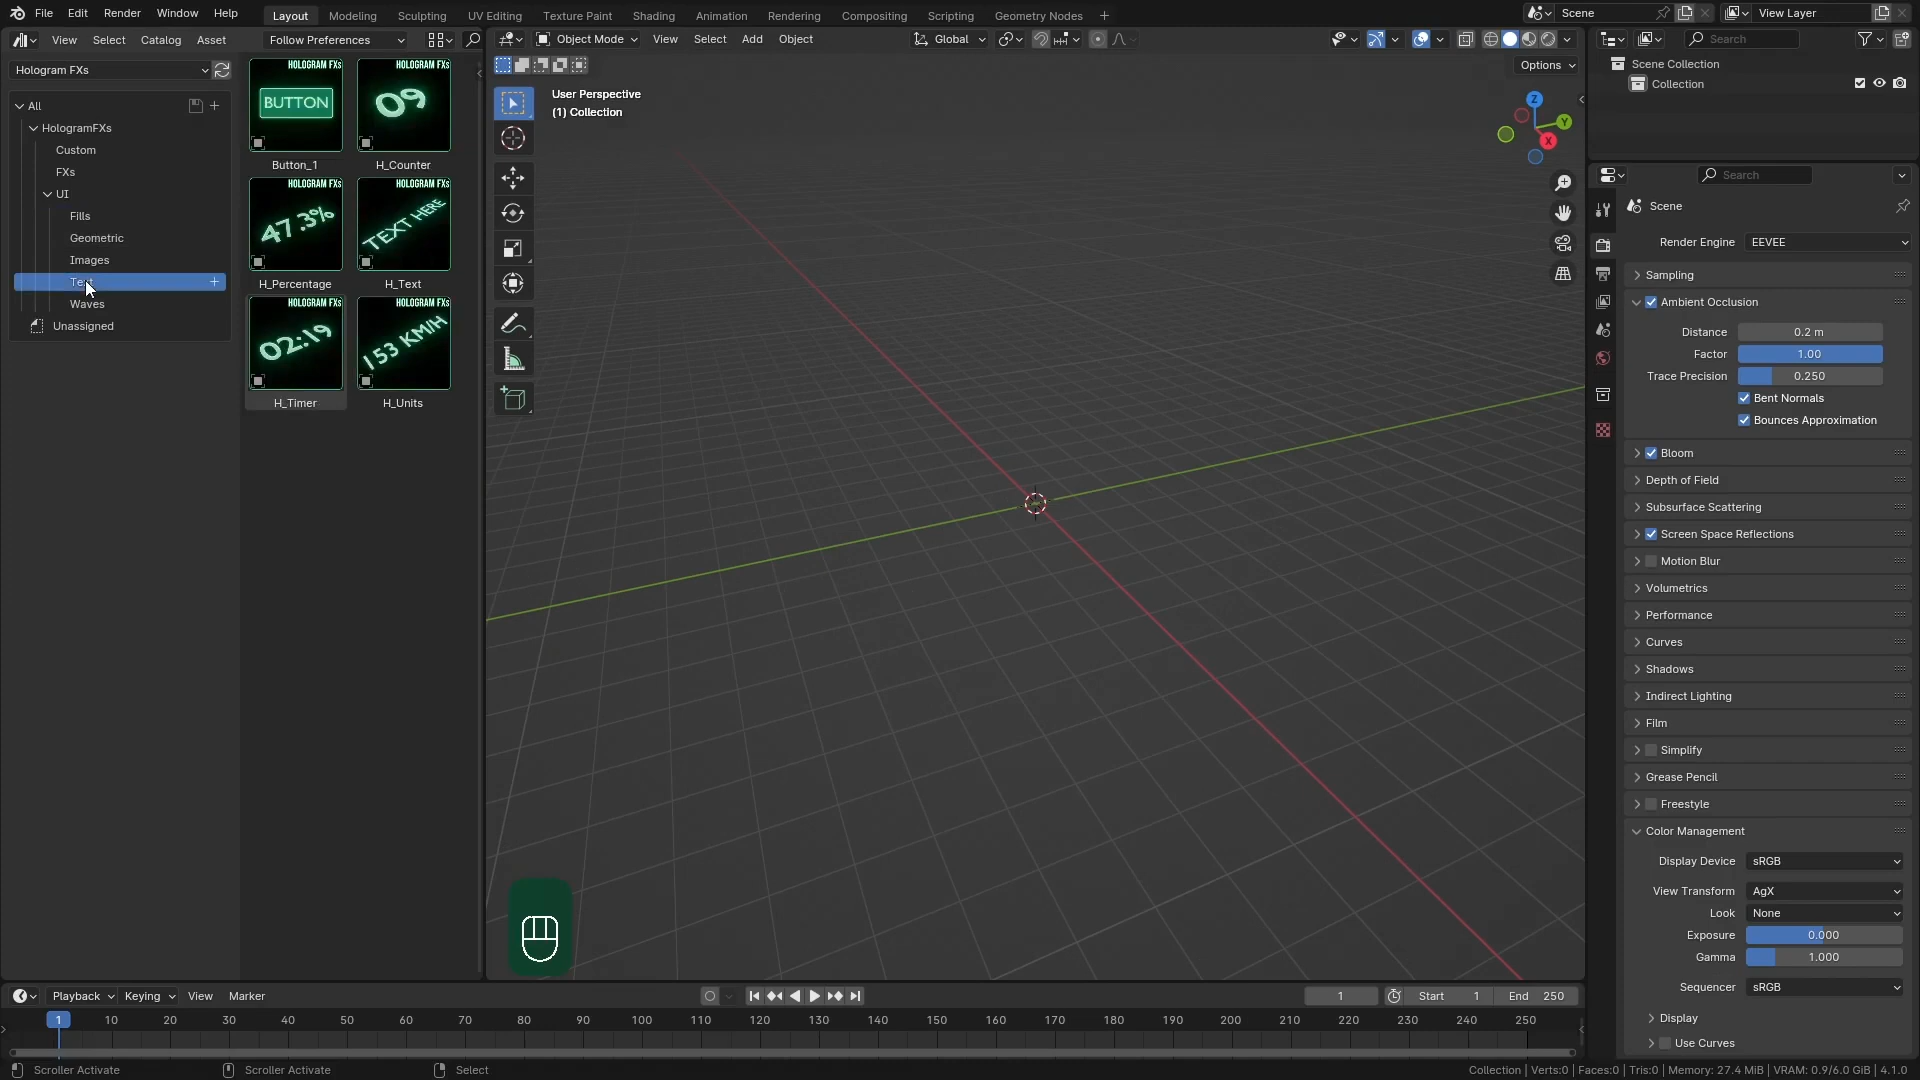 File Edit Render Window Help
Layout Modeling Sculpting UV Editing Texture Paint Shading Animation Rendering Compositing Scripting Geometry Nodes +
Scene
View Layer
View Select Catalog Asset
Follow Preferences
Object Mode View Select Add Object
Global
Search
Hologram FXs
All
HologramFXs
Custom
FXs
UI
Fills
Geometric
Images
Waves
Unassigned
HOLOGRAM FXs
BUTTON
Button_1
HOLOGRAM FXs
09
H_Counter
HOLOGRAM FXs
47.3%
H_Percentage
HOLOGRAM FXs
TEXT HERE
H_Text
HOLOGRAM FXs
02:19
H_Timer
HOLOGRAM FXs
153 KM/H
H_Units
Options
User Perspective
(1) Collection
Z
Y
X
Scene Collection
Collection
Search
Scene
Render Engine EEVEE
Sampling
Ambient Occlusion
Distance 0.2 m
Factor 1.00
Trace Precision 0.250
Bent Normals
Bounces Approximation
Bloom
Depth of Field
Subsurface Scattering
Screen Space Reflections
Motion Blur
Volumetrics
Performance
Curves
Shadows
Indirect Lighting
Film
Simplify
Grease Pencil
Freestyle
Color Management
Display Device sRGB
View Transform AgX
Look None
Exposure 0.000
Gamma 1.000
Sequencer sRGB
Display
Use Curves
Playback Keying View Marker
1
Start 1
End 250
1 10 20 30 40 50 60 70 80 90 100 110 120 130 140 150 160 170 180 190 200 210 220 230 240 250
Scroller Activate
Scroller Activate
Select
Collection | Verts:0 | Faces:0 | Tris:0 | Memory: 27.4 MiB | VRAM: 0.9/6.0 GiB | 4.1.0